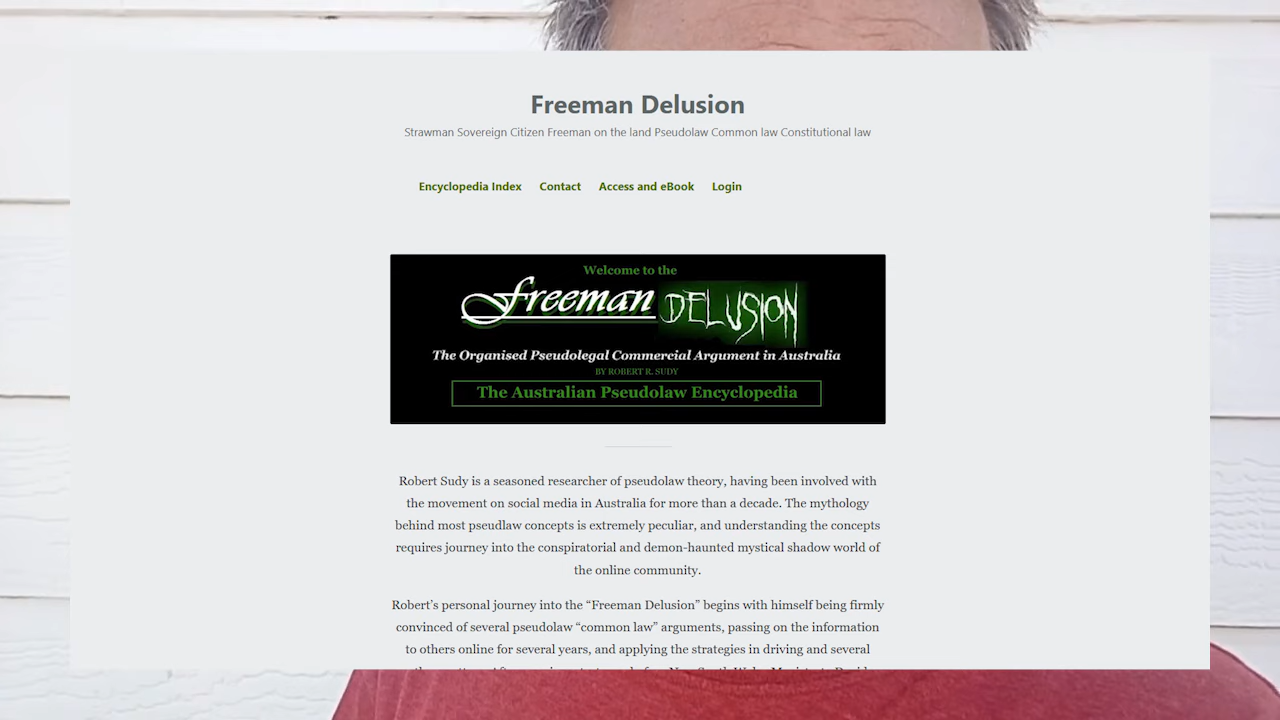 Freeman Delusion
Strawman Sovereign Citizen Freeman on the land Pseudolaw Common law Constitutional law
Encyclopedia Index Contact Access and eBook Login
Welcome to the
Freeman DELUSION
The Organised Pseudolegal Commercial Argument in Australia
BY ROBERT R. SUDY
The Australian Pseudolaw Encyclopedia
Robert Sudy is a seasoned researcher of pseudolaw theory, having been involved with
the movement on social media in Australia for more than a decade. The mythology
behind most pseudlaw concepts is extremely peculiar, and understanding the concepts
requires journey into the conspiratorial and demon-haunted mystical shadow world of
the online community.
Robert’s personal journey into the “Freeman Delusion” begins with himself being firmly
convinced of several pseudolaw “common law” arguments, passing on the information
to others online for several years, and applying the strategies in driving and several